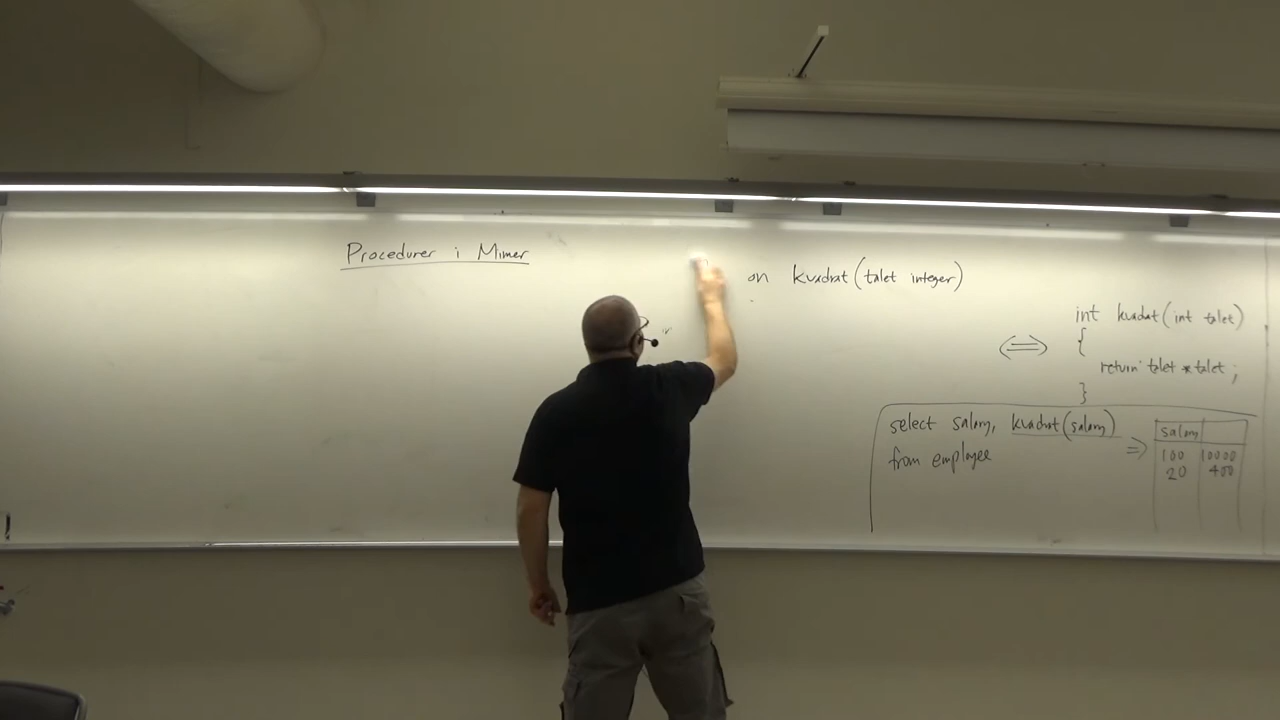 Procedurer i Mimer
on kvadrat(talet integer)
int kvadrat(int talet)
{
<=> return talet * talet;
}
select salary, kvadrat(salary)
from employee
=>
salary
100 10000
20 400